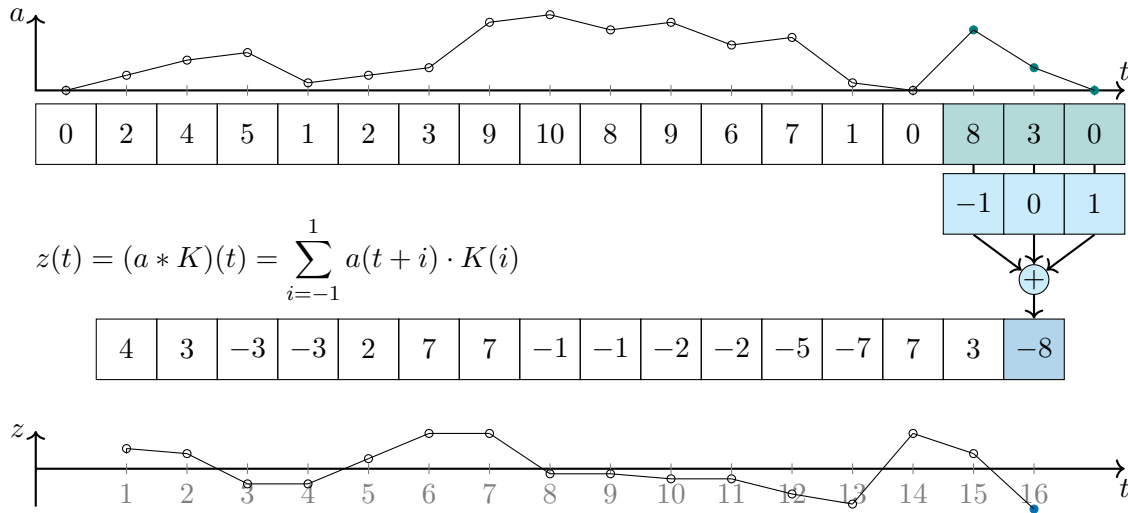 a
t
0 2 4 5 1 2 3 9 10 8 9 6 7 1 0 8 3 0
−1 0 1
z(t) = (a ∗ K)(t) = \sum_{i=−1}^{1} a(t + i) · K(i)
+
4 3 −3 −3 2 7 7 −1 −1 −2 −2 −5 −7 7 3 −8
z
1 2 3 4 5 6 7 8 9 10 11 12 13 14 15 16 t